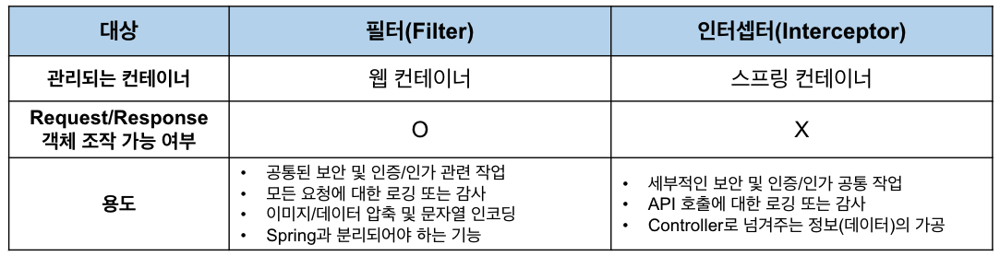 대상
필터(Filter)
인터셉터(Interceptor)
관리되는 컨테이너
웹 컨테이너
스프링 컨테이너
Request/Response
객체 조작 가능 여부
O
X
용도
• 공통된 보안 및 인증/인가 관련 작업
• 모든 요청에 대한 로깅 또는 감사
• 이미지/데이터 압축 및 문자열 인코딩
• Spring과 분리되어야 하는 기능
• 세부적인 보안 및 인증/인가 공통 작업
• API 호출에 대한 로깅 또는 감사
• Controller로 넘겨주는 정보(데이터)의 가공